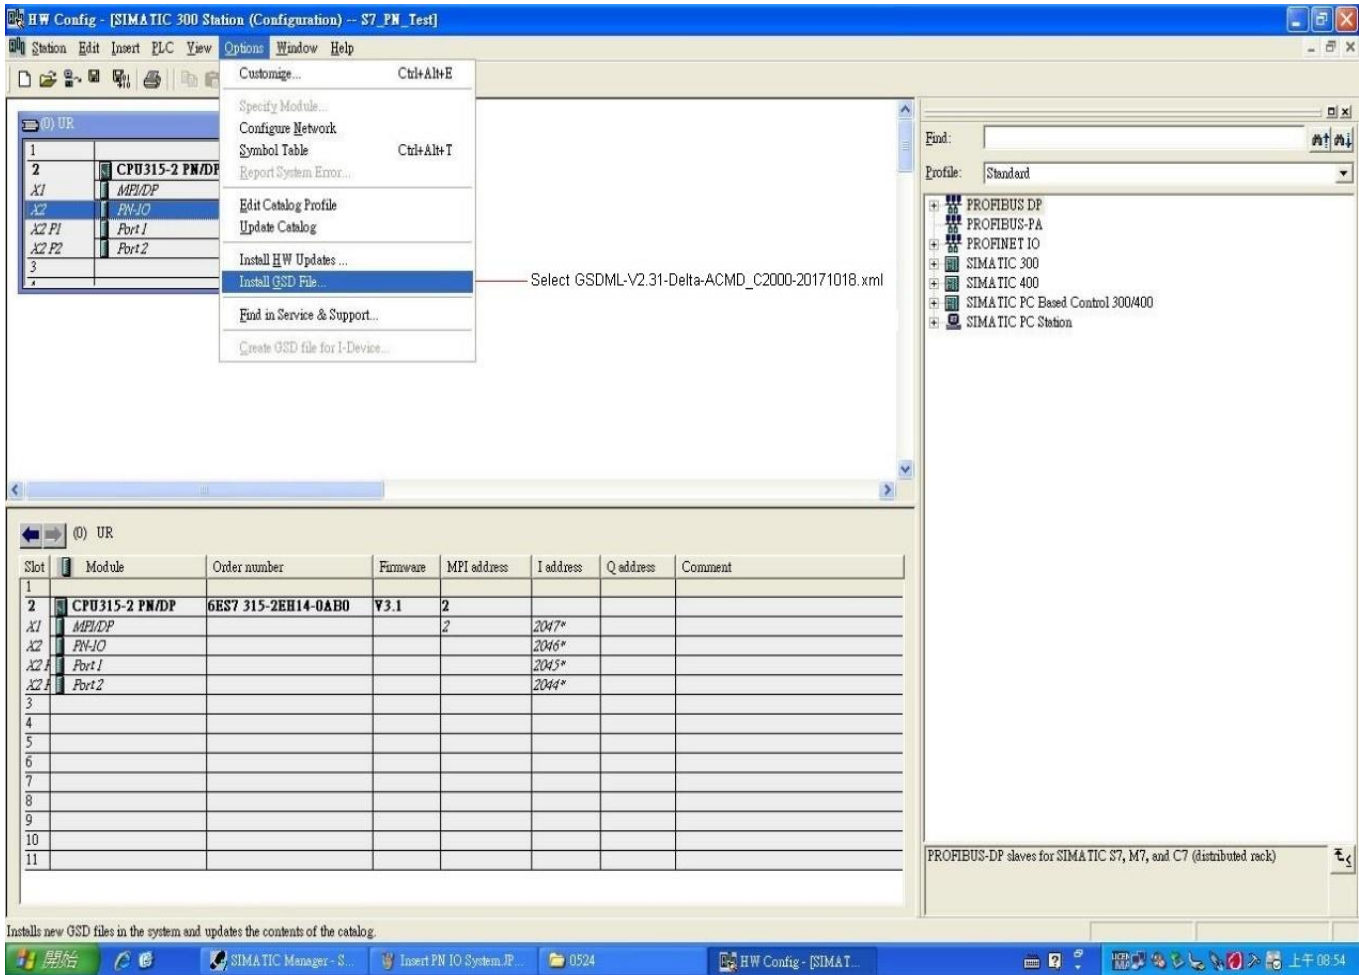 HW Config - [SIMATIC 300 Station (Configuration) -- S7_PN_Test]
Station Edit Insert PLC View Options Window Help
Customize... Ctrl+Alt+E
Specify Module...
Configure Network
Symbol Table Ctrl+Alt+T
Report System Error...
Edit Catalog Profile
Update Catalog
Install HW Updates ...
Install GSD File...
Find in Service & Support...
Create GSD file for I-Device...
Select GSDML-V2.31-Delta-ACMD_C2000-20171018.xml
(0) UR
1
2 CPU315-2 PN/DP
X1 MPI/DP
X2 PN-IO
X2 P1 Port 1
X2 P2 Port 2
3
4
Find:
Profile: Standard
PROFIBUS DP
PROFIBUS-PA
PROFINET IO
SIMATIC 300
SIMATIC 400
SIMATIC PC Based Control 300/400
SIMATIC PC Station
(0) UR
Slot Module Order number Firmware MPI address I address Q address Comment
1
2 CPU315-2 PN/DP 6ES7 315-2EH14-0AB0 V3.1 2
X1 MPI/DP 2 2047*
X2 PN-IO 2046*
X2 P Port 1 2045*
X2 P Port 2 2044*
3
4
5
6
7
8
9
10
11
PROFIBUS-DP slaves for SIMATIC S7, M7, and C7 (distributed rack)
Installs new GSD files in the system and updates the contents of the catalog.
開始 SIMATIC Manager - S... Insert PN IO System.JP... 0524 HW Config - [SIMAT... 上午 08:54